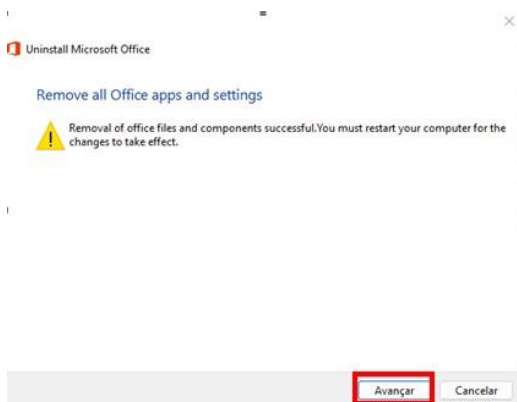 Uninstall Microsoft Office
Remove all Office apps and settings
Removal of office files and components successful.You must restart your computer for the
changes to take effect.
Avançar
Cancelar